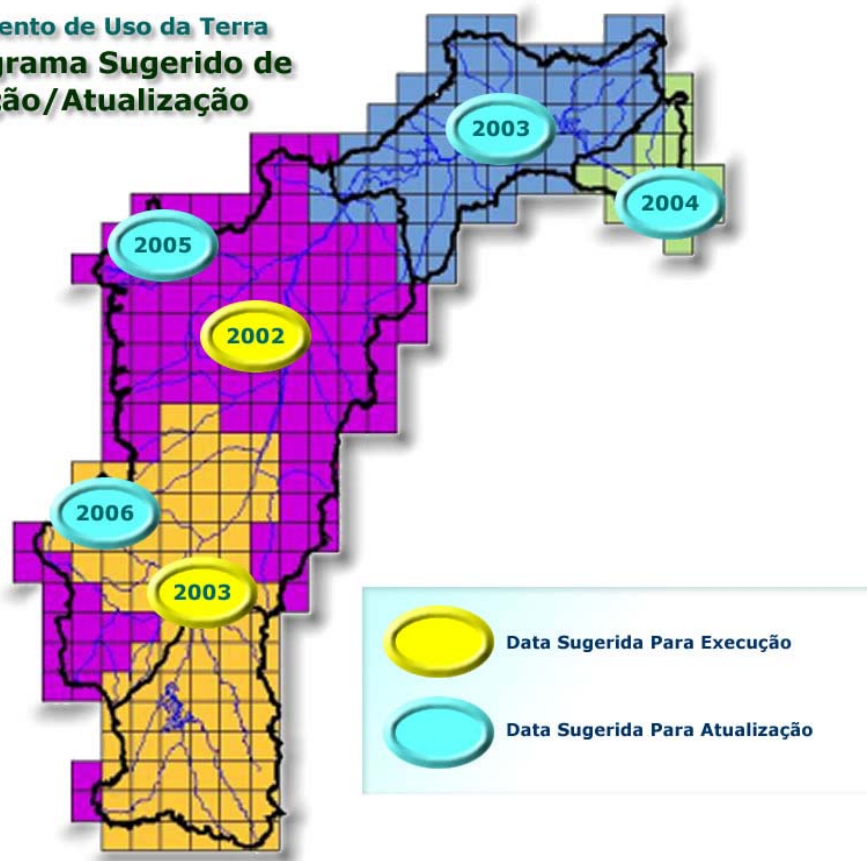 ento de Uso da Terra
grama Sugerido de
ção/Atualização
2003
2004
2005
2002
2006
2003
Data Sugerida Para Execução
Data Sugerida Para Atualização